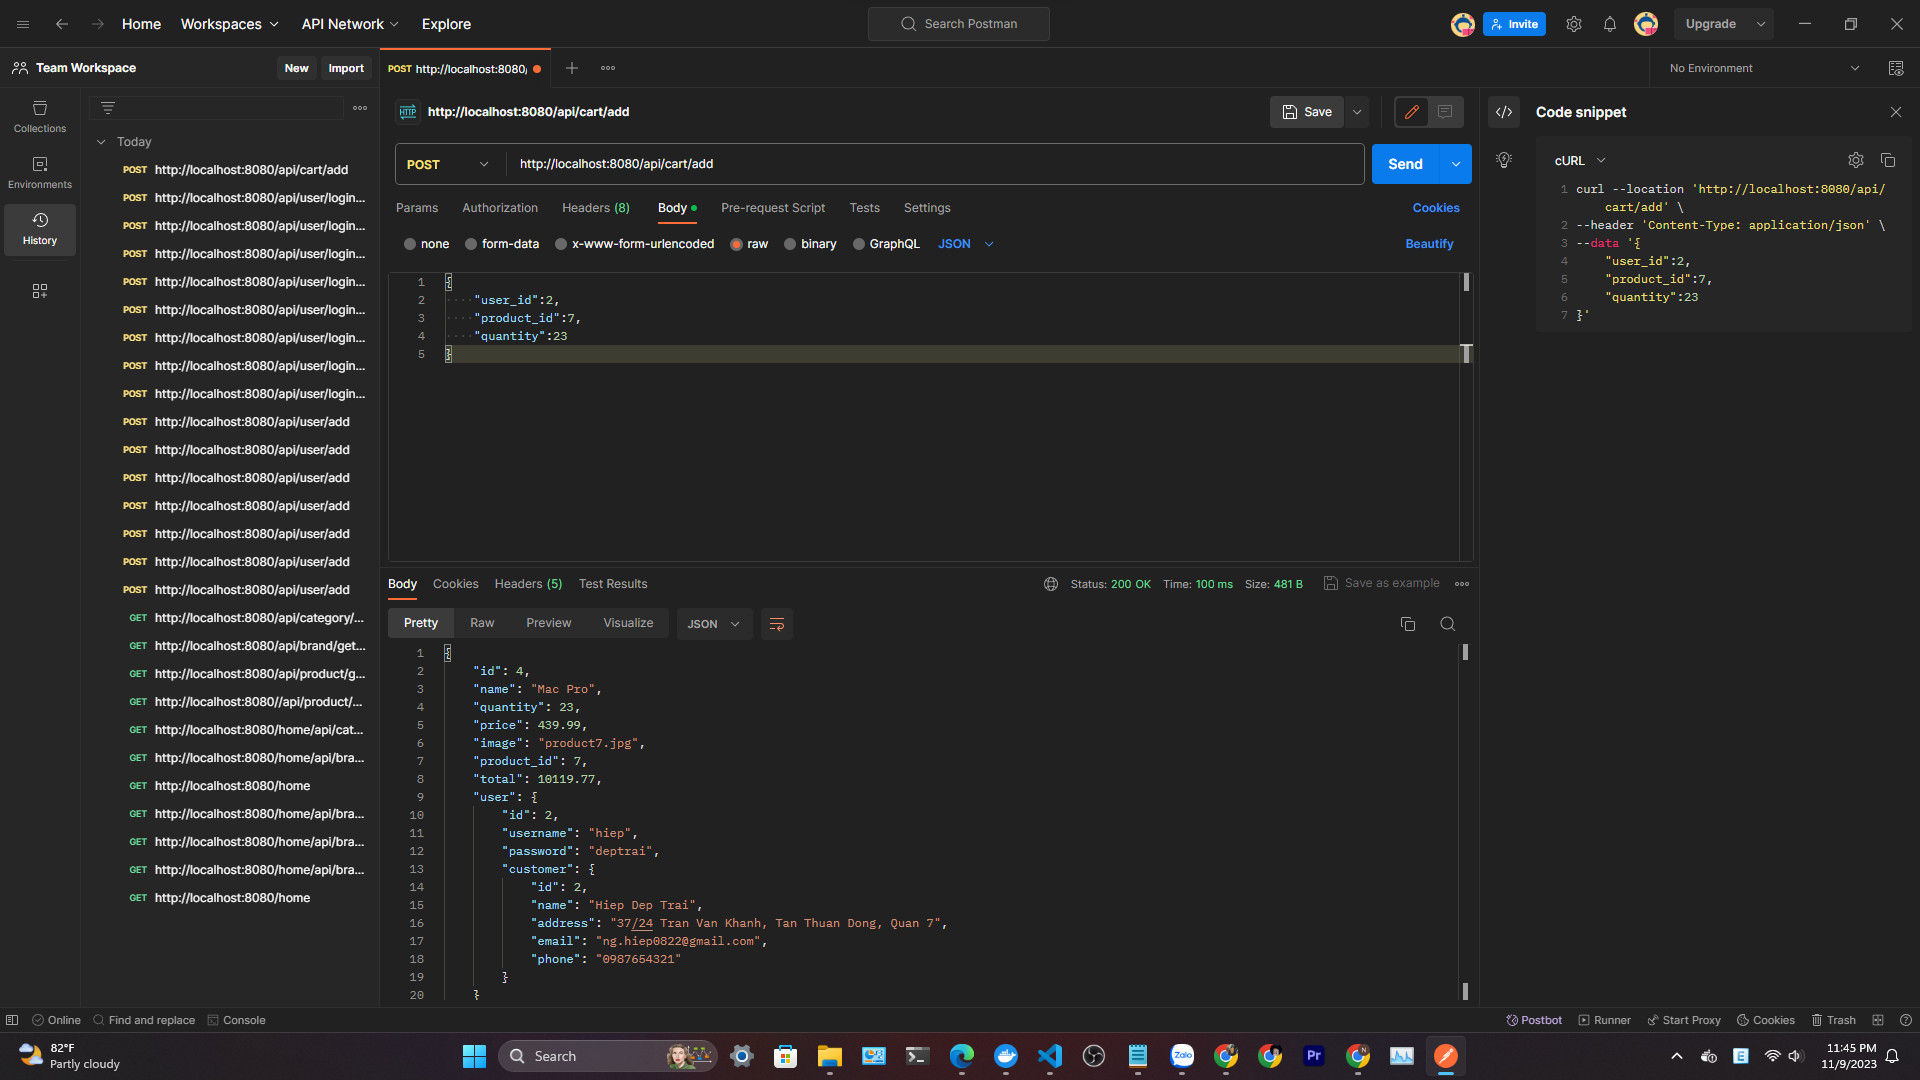 Home
Workspaces
API Network
Explore
Search Postman
Invite
Upgrade
Team Workspace
New
Import
POST http://localhost:8080/
No Environment
Collections
Environments
History
Today
POST http://localhost:8080/api/cart/add
POST http://localhost:8080/api/user/login...
POST http://localhost:8080/api/user/login...
POST http://localhost:8080/api/user/login...
POST http://localhost:8080/api/user/login...
POST http://localhost:8080/api/user/login...
POST http://localhost:8080/api/user/login...
POST http://localhost:8080/api/user/login...
POST http://localhost:8080/api/user/login...
POST http://localhost:8080/api/user/add
POST http://localhost:8080/api/user/add
POST http://localhost:8080/api/user/add
POST http://localhost:8080/api/user/add
POST http://localhost:8080/api/user/add
POST http://localhost:8080/api/user/add
POST http://localhost:8080/api/user/add
GET http://localhost:8080/api/category/...
GET http://localhost:8080/api/brand/get...
GET http://localhost:8080/api/product/g...
GET http://localhost:8080//api/product/...
GET http://localhost:8080/home/api/cat...
GET http://localhost:8080/home/api/bra...
GET http://localhost:8080/home
GET http://localhost:8080/home/api/bra...
GET http://localhost:8080/home/api/bra...
GET http://localhost:8080/home/api/bra...
GET http://localhost:8080/home
HTTP http://localhost:8080/api/cart/add
Save
POST
http://localhost:8080/api/cart/add
Send
Params
Authorization
Headers (8)
Body
Pre-request Script
Tests
Settings
Cookies
none
form-data
x-www-form-urlencoded
raw
binary
GraphQL
JSON
Beautify
1 {
2 "user_id":2,
3 "product_id":7,
4 "quantity":23
5 }
Body
Cookies
Headers (5)
Test Results
Status: 200 OK
Time: 100 ms
Size: 481 B
Save as example
Pretty
Raw
Preview
Visualize
JSON
1 {
2 "id": 4,
3 "name": "Mac Pro",
4 "quantity": 23,
5 "price": 439.99,
6 "image": "product7.jpg",
7 "product_id": 7,
8 "total": 10119.77,
9 "user": {
10 "id": 2,
11 "username": "hiep",
12 "password": "deptrai",
13 "customer": {
14 "id": 2,
15 "name": "Hiep Dep Trai",
16 "address": "37/24 Tran Van Khanh, Tan Thuan Dong, Quan 7",
17 "email": "ng.hiep0822@gmail.com",
18 "phone": "0987654321"
19 }
20 }
Code snippet
cURL
1 curl --location 'http://localhost:8080/api/
cart/add' \
2 --header 'Content-Type: application/json' \
3 --data '{
4 "user_id":2,
5 "product_id":7,
6 "quantity":23
7 }'
Online
Find and replace
Console
Postbot
Runner
Start Proxy
Cookies
Trash
82°F
Partly cloudy
Search
Zalo
Pr
E
11:45 PM
11/9/2023